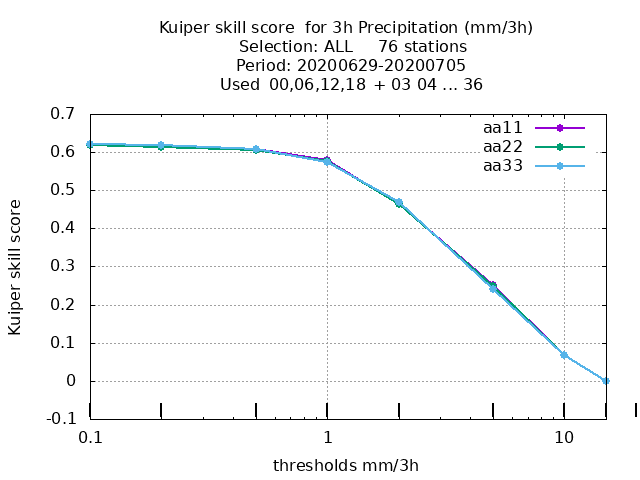 Kuiper skill score  for 3h Precipitation (mm/3h)
Selection: ALL     76 stations
Period: 20200629-20200705
Used  00,06,12,18  + 03 04 ... 36
0.7
0.6
0.5
0.4
0.3
0.2
0.1
0
-0.1
Kuiper skill score
aa11
aa22
aa33
0.1
1
10
thresholds mm/3h